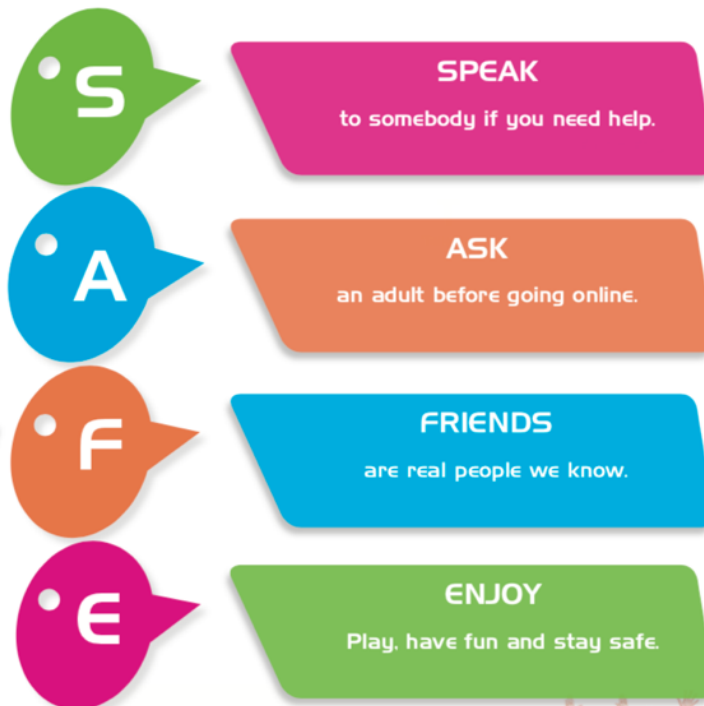 S
SPEAK
to somebody if you need help.
A
ASK
an adult before going online.
F
FRIENDS
are real people we know.
E
ENJOY
Play, have fun and stay safe.